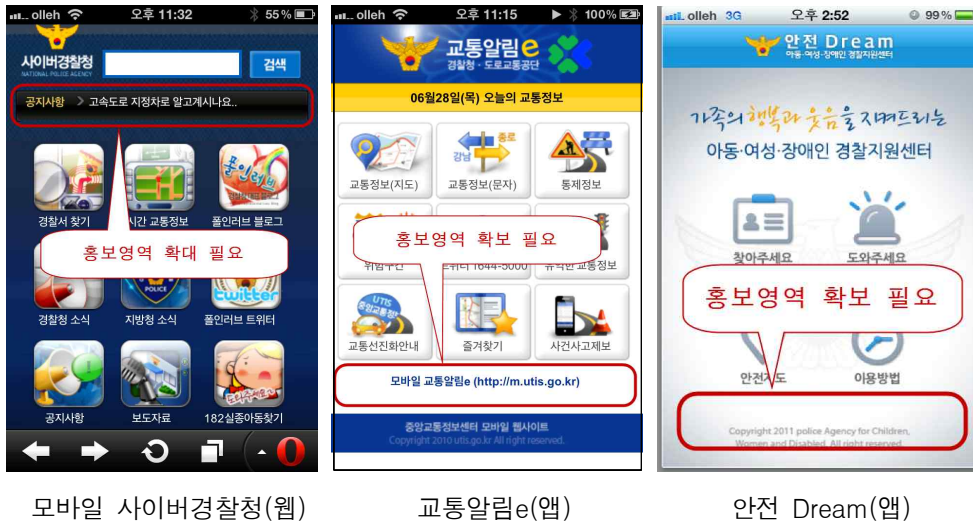 olleh 오후 11:32 55%
사이버경찰청
NATIONAL POLICE AGENCY
검색
공지사항 > 고속도로 지정차로 알고계시나요..
경찰서 찾기
시간 교통정보
폴인러브 블로그
홍보영역 확대 필요
POLICE
twitter
경찰청 소식
지방청 소식
폴인러브 트위터
공지사항
보도자료
182실종아동찾기
모바일 사이버경찰청(웹)
olleh 오후 11:15 100%
교통알림e
경찰청·도로교통공단
06월28일(목) 오늘의 교통정보
종로
강남
교통정보(지도)
교통정보(문자)
통제정보
홍보영역 확보 필요
1644-5000
UTIS
교통선진화안내
즐겨찾기
사건사고제보
모바일 교통알림e (http://m.utis.go.kr)
중앙교통정보센터 모바일 웹사이트
Copyright 2010 utis.go.kr All right reserved.
교통알림e(앱)
olleh 3G 오후 2:52 99%
안전 Dream
아동·여성·장애인 경찰지원센터
가족의 행복과 웃음을 지켜드리는
아동·여성·장애인 경찰지원센터
찾아주세요
도와주세요
홍보영역 확보 필요
안전지도
이용방법
Copyright 2011 police Agency for Children,
Women and Disabled. All right reserved
안전 Dream(앱)